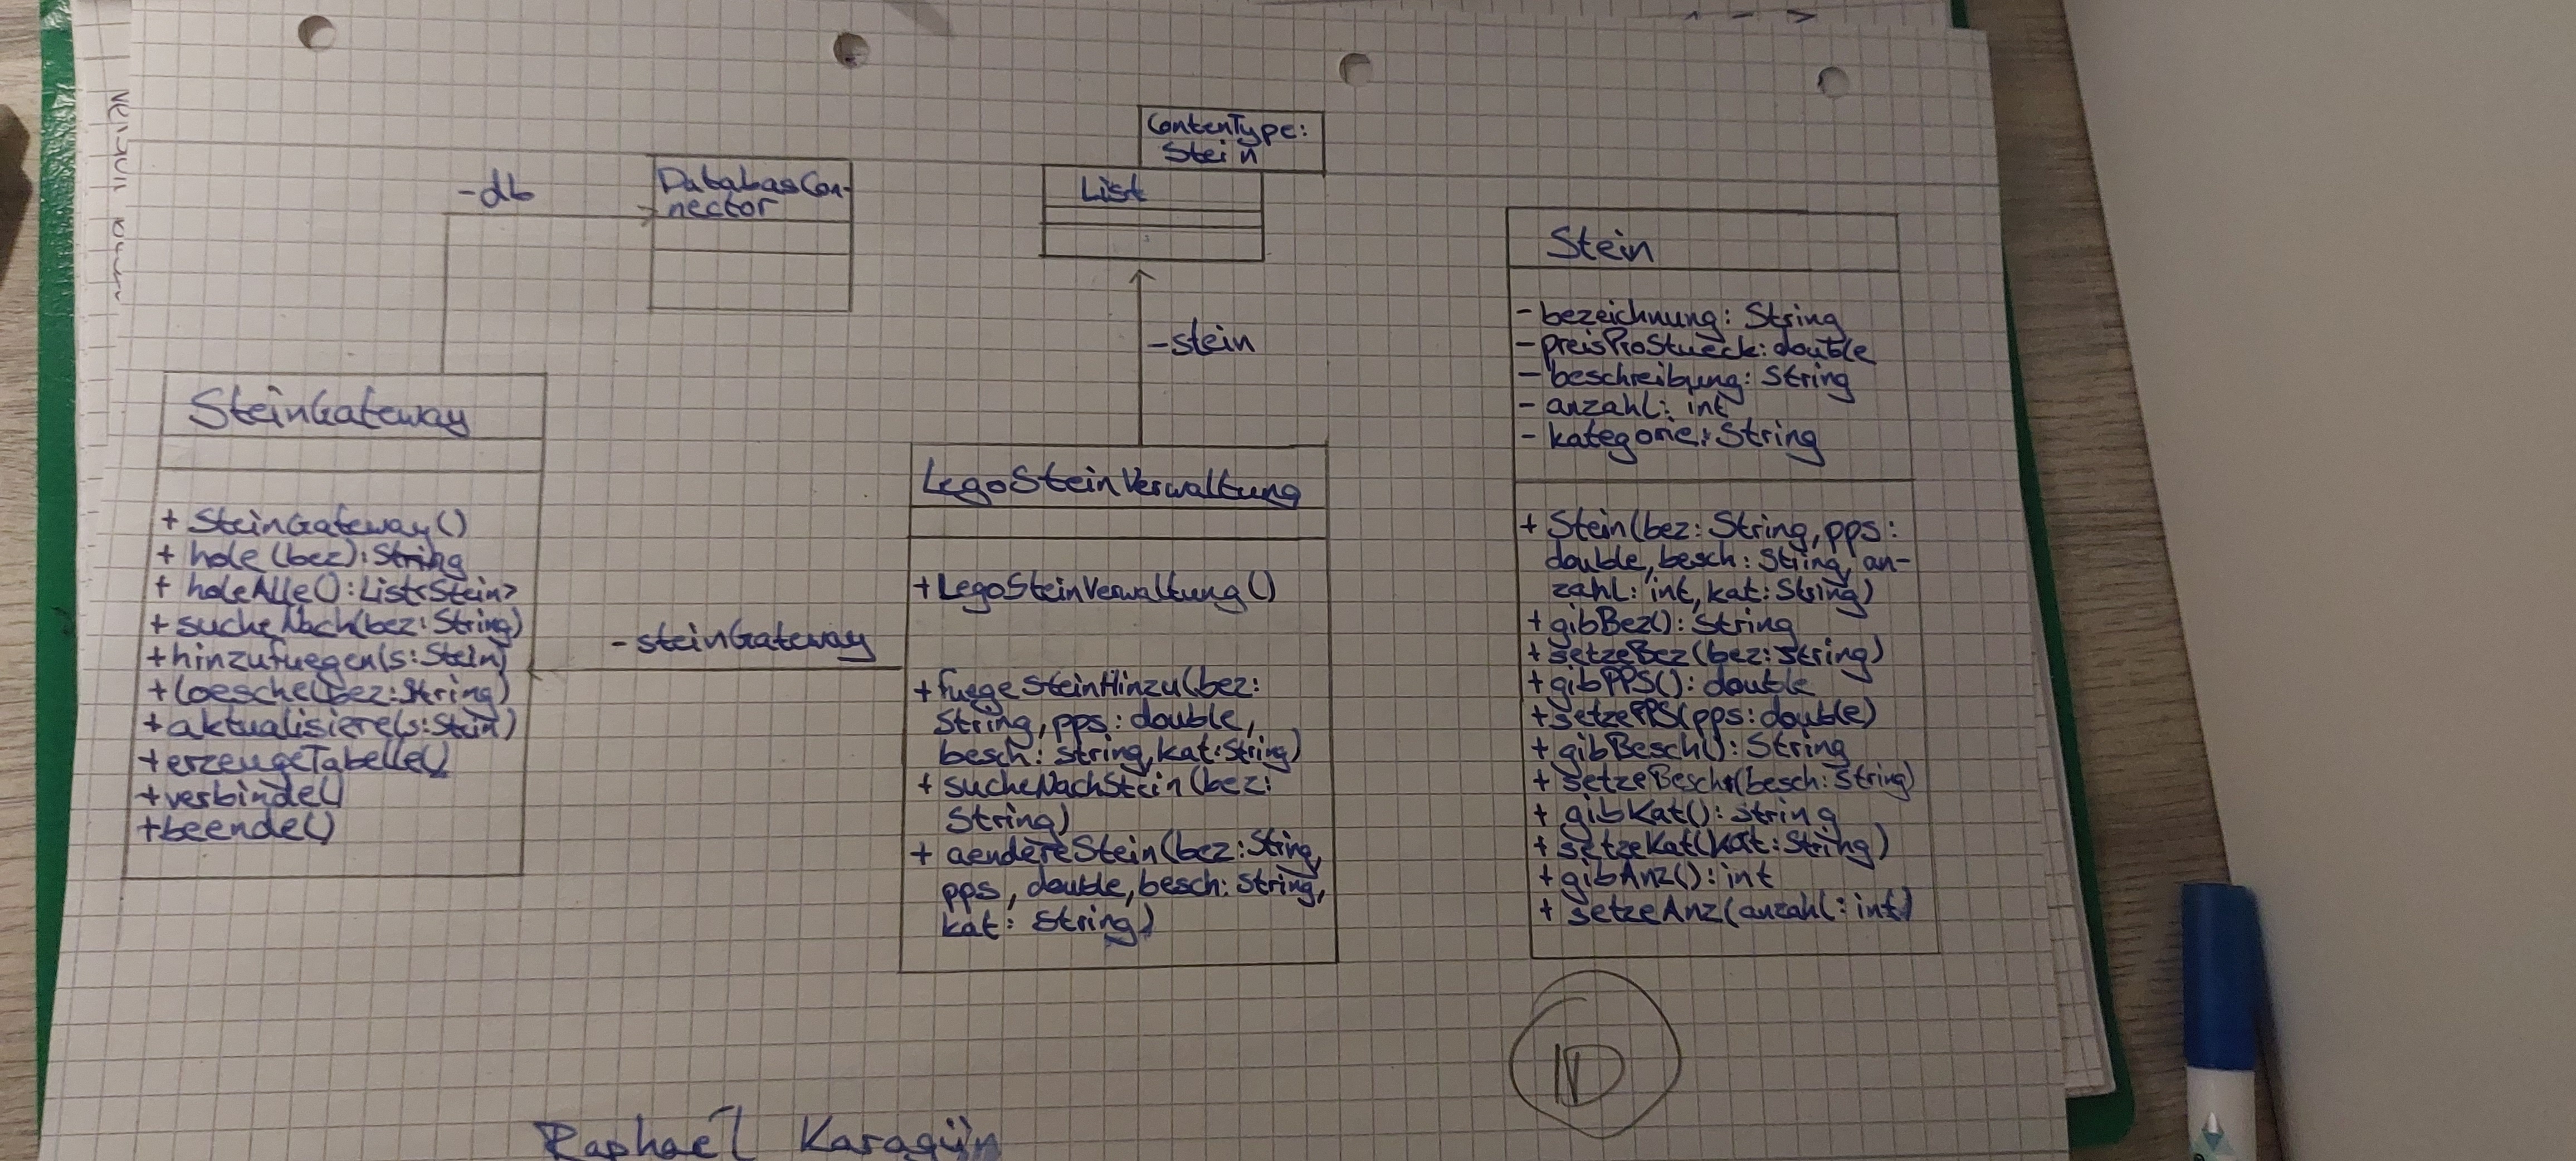 SteinGateway
+ SteinGateway()
+ hole(bez): String
+ holeAlle(): List<Stein>
+ sucheNach(bez: String)
+ hinzufuegen(s: Stein)
+ loesche(bez: String)
+ aktualisiere(s: Stein)
+ erzeugeTabelle()
+ verbinde()
+ beende()
- db
DatabasCon-
nector
- steinGateway
ContentType:
Stein
Liste
- stein
LegoSteinVerwaltung
+ LegoSteinVerwaltung()
+ fuegeSteinHinzu(bez:
String, pps: double,
besch: String, kat: String)
+ sucheNachStein(bez:
String)
+ aendereStein(bez: String,
pps, double, besch: String,
kat: String)
Stein
- bezeichnung: String
- preisProStueck: double
- beschreibung: String
- anzahl: int
- kategorie: String
+ Stein(bez: String, pps:
double, besch: String, an-
zahl: int, kat: String)
+ gibBez(): String
+ setzeBez(bez: String)
+ gibPPS(): double
+ setzePPS(pps: double)
+ gibBesch(): String
+ setzeBesch(besch: String)
+ gibKat(): String
+ setzeKat(kat: String)
+ gibAnz(): int
+ setzeAnz(anzahl: int)
Raphael Karagün